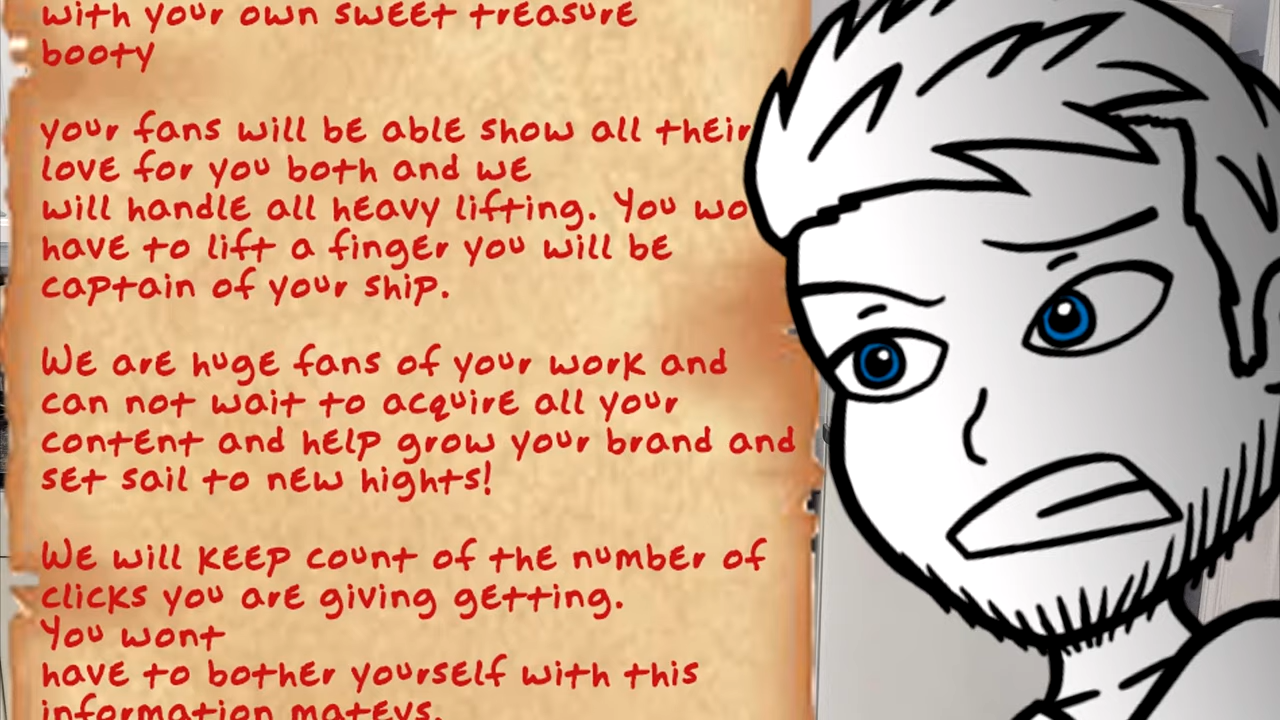 with your own sweet treasure
booty
your fans will be able show all their
love for you both and we
will handle all heavy lifting. You wo
have to lift a finger you will be
captain of your ship.
We are huge fans of your work and
can not wait to acquire all your
content and help grow your brand and
set sail to new hights!
We will keep count of the number of
clicks you are giving getting.
You wont
have to bother yourself with this
information mateys.